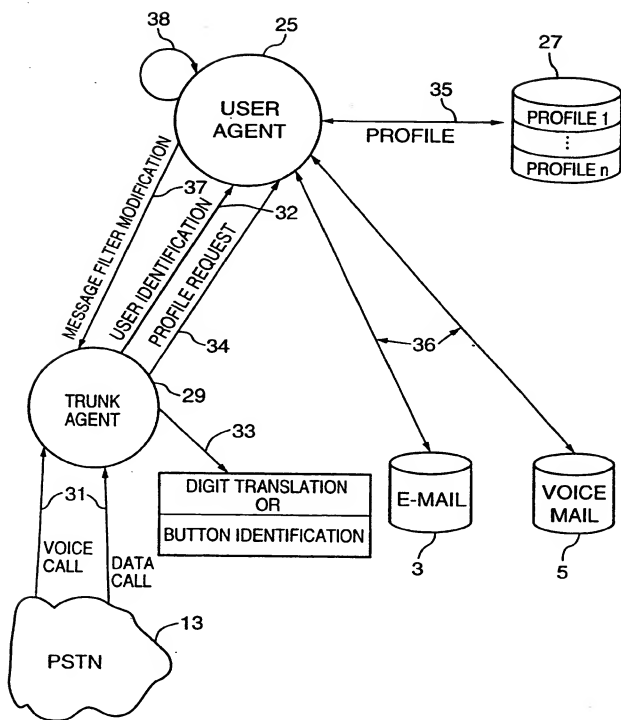 38
25
27
USER
AGENT
35
PROFILE
PROFILE 1
⋮
PROFILE n
MESSAGE FILTER MODIFICATION
37
USER IDENTIFICATION
32
PROFILE REQUEST
34
36
TRUNK
AGENT
29
33
31
VOICE
CALL
DATA
CALL
DIGIT TRANSLATION
OR
BUTTON IDENTIFICATION
E-MAIL
3
VOICE
MAIL
5
13
PSTN